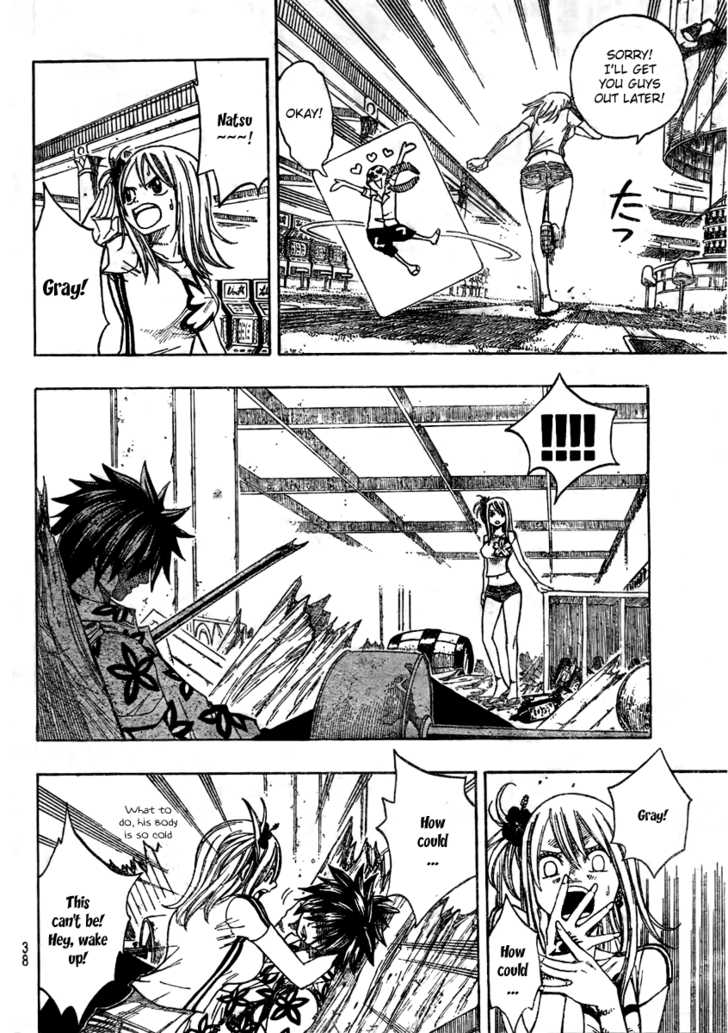 SORRY!
I'LL GET
YOU GUYS
OUT LATER!
OKAY!
たっ
Natsu
~~~!
Gray!
!!!!!
Gray!
How
could
...
How
could
...
What to
do, his body
is so cold
This
can't be!
Hey, wake
up!
38